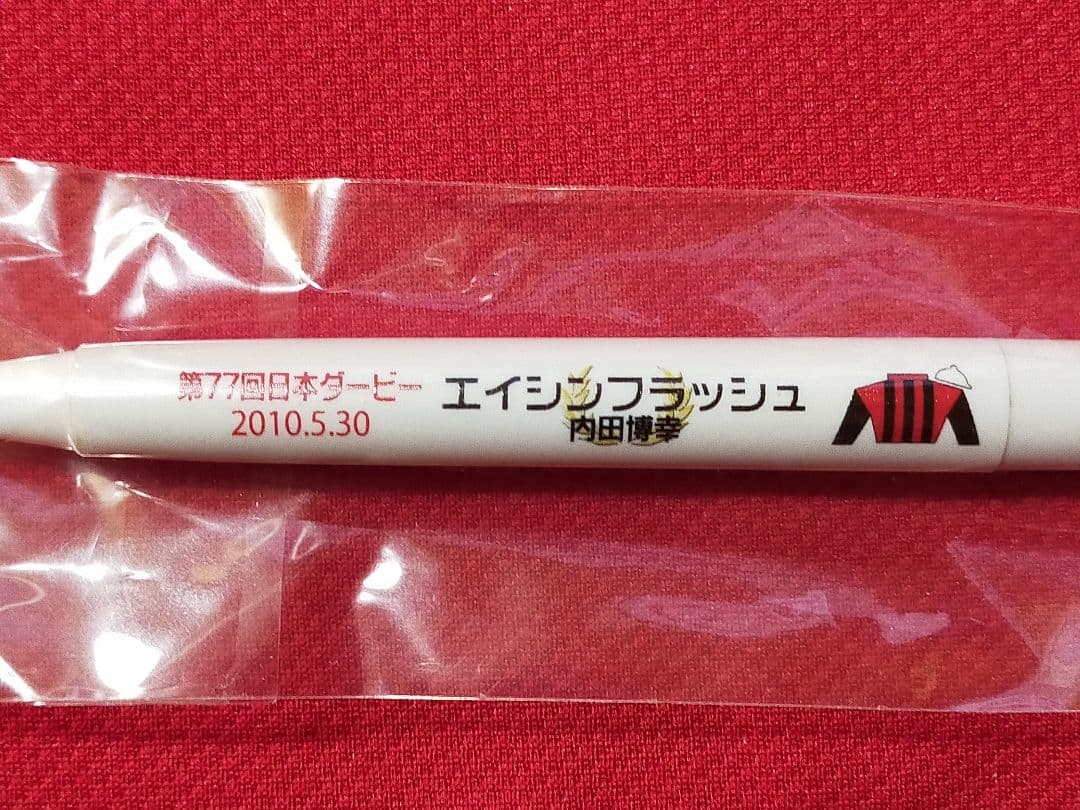 第77回日本ダービー
2010.5.30
エイシンフラッシュ
内田博幸